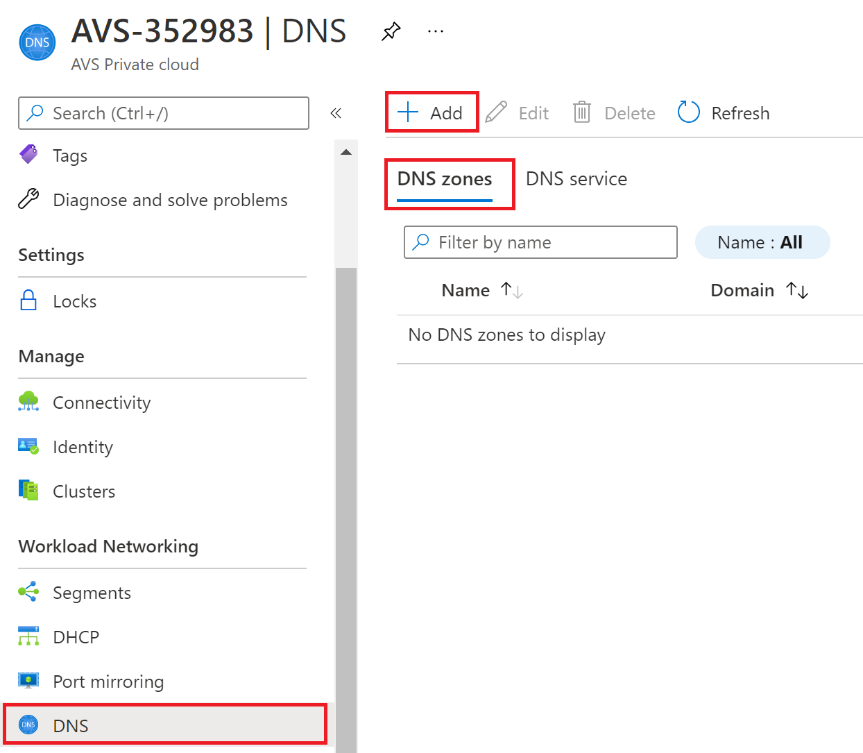 AVS-352983 | DNS
AVS Private cloud
Search (Ctrl+/)
Tags
Diagnose and solve problems
Settings
Locks
Manage
Connectivity
Identity
Clusters
Workload Networking
Segments
DHCP
Port mirroring
DNS
Add Edit Delete Refresh
DNS zones DNS service
Filter by name Name : All
Name Domain
No DNS zones to display